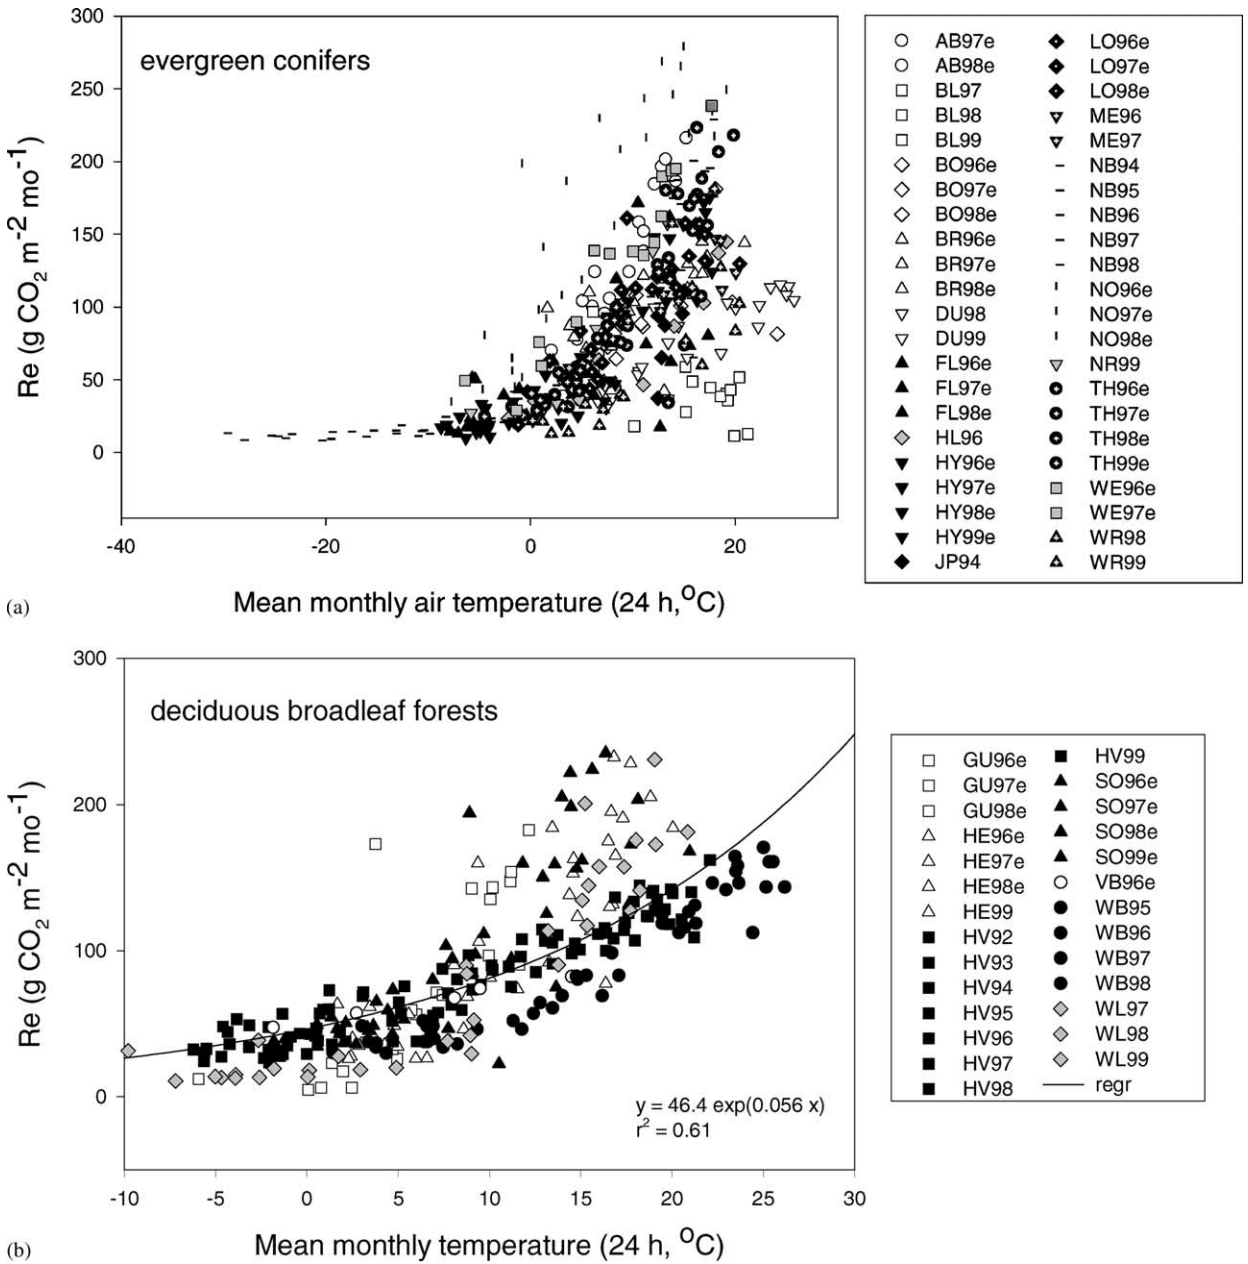 300
250
200
150
100
50
0
Re (g CO2 m-2 mo-1)
evergreen conifers
-40
-20
0
20
Mean monthly air temperature (24 h,OC)
(a)
AB97e
AB98e
BL97
BL98
BL99
BO96e
BO97e
BO98e
BR96e
BR97e
BR98e
DU98
DU99
FL96e
FL97e
FL98e
HL96
HY96e
HY97e
HY98e
HY99e
JP94
LO96e
LO97e
LO98e
ME96
ME97
NB94
NB95
NB96
NB97
NB98
NO96e
NO97e
NO98e
NR99
TH96e
TH97e
TH98e
TH99e
WE96e
WE97e
WR98
WR99
300
200
100
0
Re (g CO2 m-2 mo-1)
deciduous broadleaf forests
y = 46.4 exp(0.056 x)
r2 = 0.61
-10
-5
0
5
10
15
20
25
30
Mean monthly temperature (24 h, OC)
(b)
GU96e
GU97e
GU98e
HE96e
HE97e
HE98e
HE99
HV92
HV93
HV94
HV95
HV96
HV97
HV98
HV99
SO96e
SO97e
SO98e
SO99e
VB96e
WB95
WB96
WB97
WB98
WL97
WL98
WL99
regr